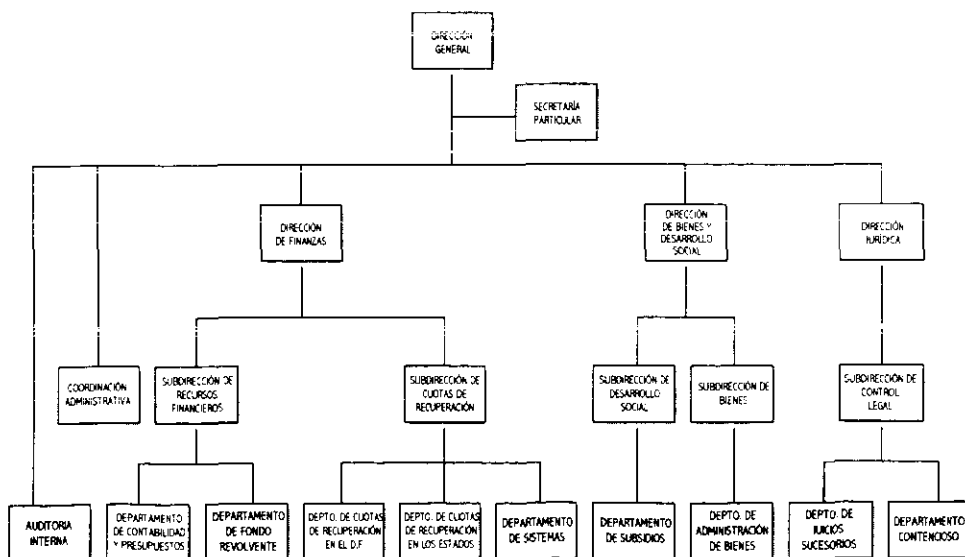 DIRECCIÓN
GENERAL
SECRETARÍA
PARTICULAR
DIRECCIÓN
DE FINANZAS
DIRECCIÓN
DE BIENES Y
DESARROLLO
SOCIAL
DIRECCIÓN
JURÍDICA
COORDINACIÓN
ADMINISTRATIVA
SUBDIRECCIÓN DE
RECURSOS
FINANCIEROS
SUBDIRECCIÓN DE
CUOTAS DE
RECUPERACIÓN
SUBDIRECCIÓN DE
DESARROLLO
SOCIAL
SUBDIRECCIÓN DE
BIENES
SUBDIRECCIÓN DE
CONTROL
LEGAL
AUDITORIA
INTERNA
DEPARTAMENTO
DE CONTABILIDAD
Y PRESUPUESTOS
DEPARTAMENTO
DE FONDO
REVOLVENTE
DEPTO. DE CUOTAS
DE RECUPERACIÓN
EN EL D.F
DEPTO. DE CUOTAS
DE RECUPERACIÓN
EN LOS ESTADOS
DEPARTAMENTO
DE SISTEMAS
DEPARTAMENTO
DE SUBSIDIOS
DEPTO. DE
ADMINISTRACIÓN
DE BIENES
DEPTO. DE
JUICIOS
SUCESORIOS
DEPARTAMENTO
CONTENCIOSO